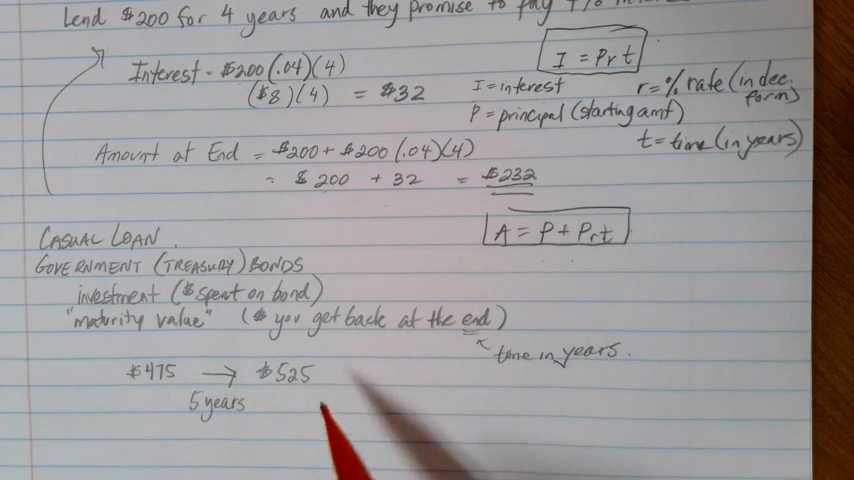 Lend $200 for 4 years and they promise to pay 4%
I = Prt
Interest = $200(.04)(4)
($8)(4) = $32
I = interest
r = % rate (in dec. form)
P = principal (starting amt)
t = time (in years)
Amount at End = $200 + $200(.04)(4)
= $200 + 32 = $232
A = P + Prt
CASUAL LOAN.
GOVERNMENT (TREASURY) BONDS
investment ($ spent on bond)
"maturity value" ($ you get back at the end)
time in years.
$475 → $525
5 years